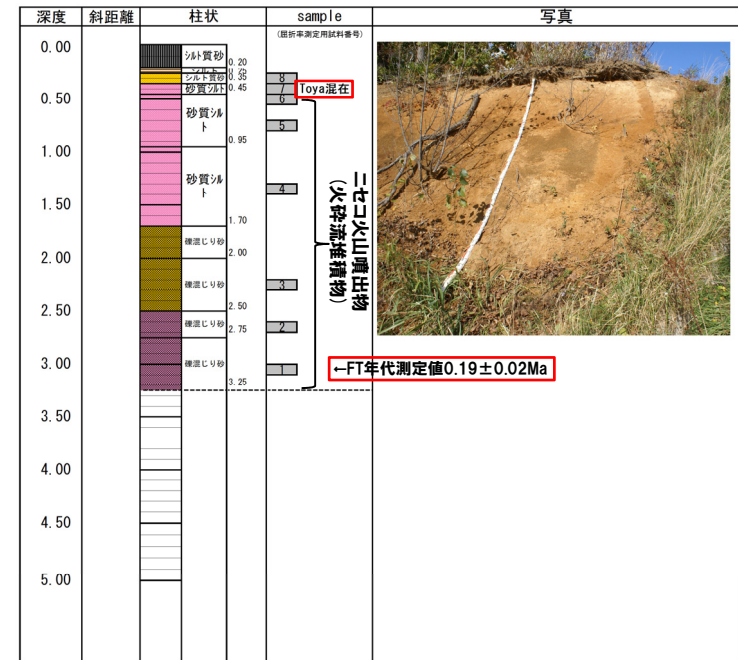 深度 斜距離 柱状 sample 写真
(屈折率測定用試料番号)
0.00
シルト質砂
0.20
シルト質砂
0.35
8
砂質シルト
0.45
7
Toya混在
0.50
6
砂質シル
ト
5
0.95
1.00
砂質シル
ト
4
1.50
1.70
礫混じり砂
2.00
2.00
礫混じり砂
3
2.50
2.50
礫混じり砂
2
2.75
3.00
礫混じり砂
1
3.25
ニセコ火山噴出物
(火砕流堆積物)
←FT年代測定値0.19±0.02Ma
3.50
4.00
4.50
5.00